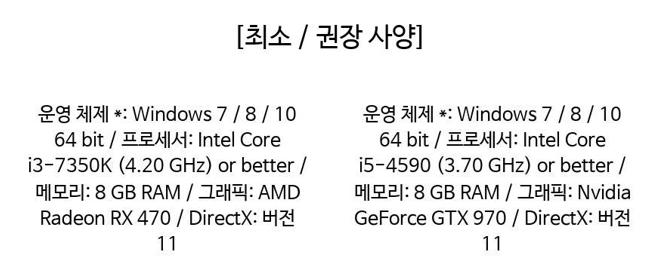 [최소 / 권장 사양]
운영 체제 *: Windows 7 / 8 / 10
64 bit / 프로세서: Intel Core
i3-7350K (4.20 GHz) or better /
메모리: 8 GB RAM / 그래픽: AMD
Radeon RX 470 / DirectX: 버전
11
운영 체제 *: Windows 7 / 8 / 10
64 bit / 프로세서: Intel Core
i5-4590 (3.70 GHz) or better /
메모리: 8 GB RAM / 그래픽: Nvidia
GeForce GTX 970 / DirectX: 버전
11